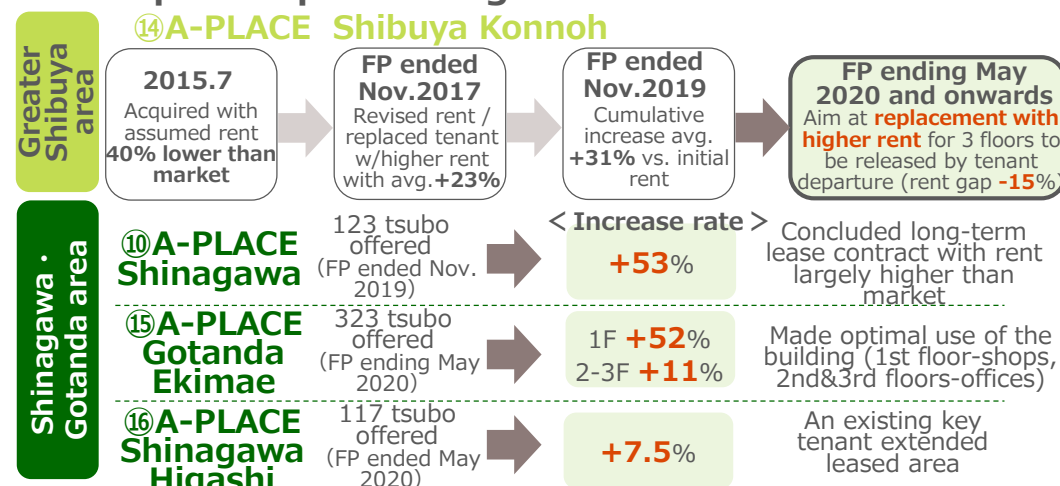 Greater
Shibuya
area
⑭A-PLACE Shibuya Konnoh
2015.7
Acquired with
assumed rent
40% lower than
market
FP ended
Nov.2017
Revised rent /
replaced tenant
w/higher rent
with avg.+23%
FP ended
Nov.2019
Cumulative
increase avg.
+31% vs. initial
rent
FP ending May
2020 and onwards
Aim at replacement with
higher rent for 3 floors to
be released by tenant
departure (rent gap -15%)
Shinagawa・
Gotanda area
⑩A-PLACE
Shinagawa
123 tsubo
offered
(FP ended Nov.
2019)
< Increase rate >
+53%
Concluded long-term
lease contract with rent
largely higher than
market
⑮A-PLACE
Gotanda
Ekimae
323 tsubo
offered
(FP ending May
2020)
1F +52%
2-3F +11%
Made optimal use of the
building (1st floor-shops,
2nd&3rd floors-offices)
⑯A-PLACE
Shinagawa
Higashi
117 tsubo
offered
(FP ended May
2020)
+7.5%
An existing key
tenant extended
leased area